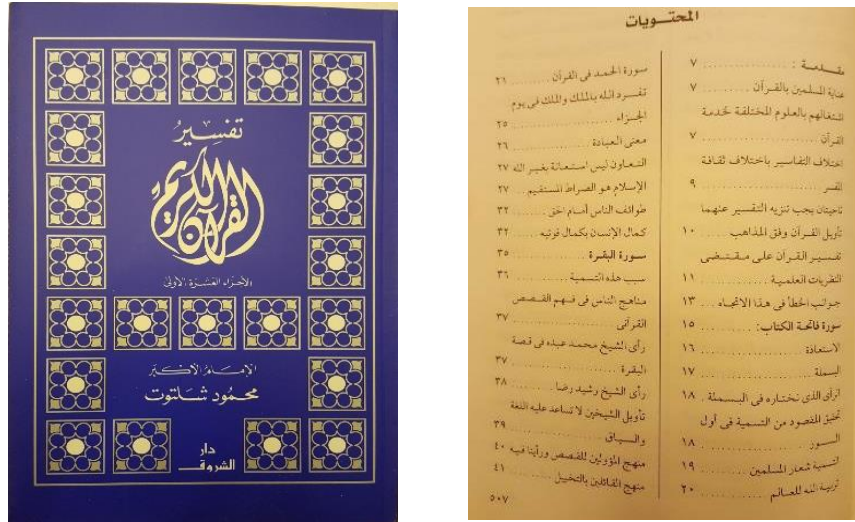 تفسير
القرآن الكريم
الأجزاء العشرة الأولى
الإمام الأكبر
محمود شلتوت
دار
الشروق
المحتويات
مقدمة : ................ ٧
عناية المسلمين بالقرآن ...... ٧
اشتغالهم بالعلوم المختلفة خدمة
القرآن ................ ٧
اختلاف التفاسير باختلاف ثقافة
المفسر ................ ٩
ناحيتان يجب تنزيه التفسير عنهما
تأويل القرآن وفق المذاهب .... ١٠
تفسير القرآن على مقتضى
النظريات العلمية .......... ١١
جوانب الخطأ فى هذا الاتجاه ... ١٣
سورة فاتحة الكتاب: ....... ١٥
الاستعاذة ............... ١٦
البسملة ................ ١٧
الرأى الذى نختاره فى البسملة . ١٨
تحقيق المقصود من التسمية فى أول
السور ................. ١٨
التسمية شعار المسلمين ...... ١٩
تربية الله للعالم ........... ٢٠
سورة الحمد فى القرآن ....... ٢١
تفرد الله بالملك والملك فى يوم
الجزاء ................. ٢٥
معنى العبادة ............. ٢٦
التعاون ليس استعانة بغير الله ٢٧
الإسلام هو الصراط المستقيم .. ٢٧
طوائف الناس أمام الحق ...... ٣٢
كمال الإنسان بكمال قوتيه ... ٣٢
سورة البقرة ............. ٣٥
سبب هذه التسمية ......... ٣٦
مناهج الناس فى فهم القصص
القرآنى ................ ٣٧
رأى الشيخ محمد عبده فى قصة
البقرة ................. ٣٧
رأى الشيخ رشيد رضا ...... ٣٨
تأويل الشيخين لا تساعد عليه اللغة
والسياق ............... ٣٩
منهج المؤولين للقصص ورأينا فيه ٤٠
منهج القائلين بالتخييل ...... ٤١
٥٠٧